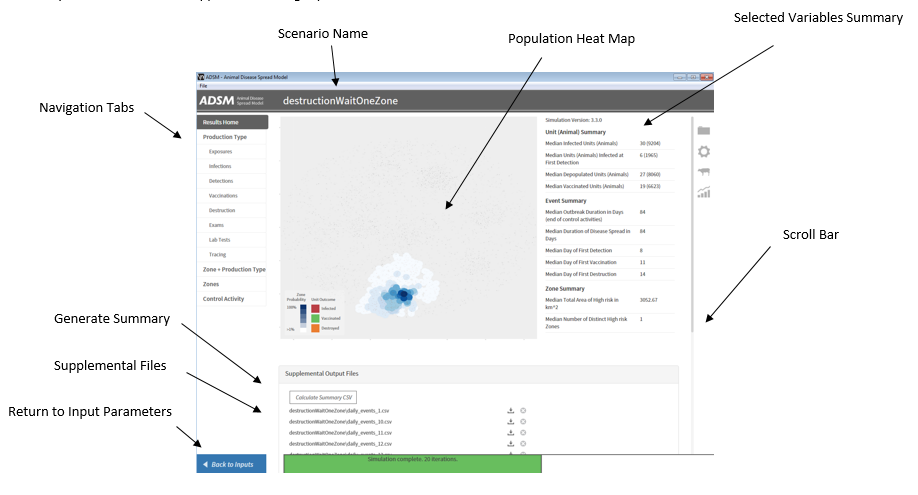 Selected Variables Summary
Scenario Name
Population Heat Map
Navigation Tabs
Scroll Bar
Generate Summary
Supplemental Files
Return to Input Parameters
ADSM - Animal Disease Spread Model
File
ADSM Animal Disease
Spread Model
destructionWaitOneZone
Results Home
Production Type
Exposures
Infections
Detections
Vaccinations
Destruction
Exams
Lab Tests
Tracing
Zone + Production Type
Zones
Control Activity
Zone
Probability
100%
<1%
Unit Outcome
Infected
Vaccinated
Destroyed
Simulation Version: 3.3.0
Unit (Animal) Summary
Median Infected Units (Animals) 30 (9204)
Median Units (Animals) Infected at 6 (1965)
First Detection
Median Depopulated Units (Animals) 27 (8060)
Median Vaccinated Units (Animals) 19 (6623)
Event Summary
Median Outbreak Duration in Days 84
(end of control activities)
Median Duration of Disease Spread in 84
Days
Median Day of First Detection 8
Median Day of First Vaccination 11
Median Day of First Destruction 14
Zone Summary
Median Total Area of High risk in 3052.67
km^2
Median Number of Distinct High risk 1
Zones
Supplemental Output Files
Calculate Summary CSV
destructionWaitOneZone\daily_events_1.csv
destructionWaitOneZone\daily_events_10.csv
destructionWaitOneZone\daily_events_11.csv
destructionWaitOneZone\daily_events_12.csv
Back to Inputs
Simulation complete. 20 iterations.